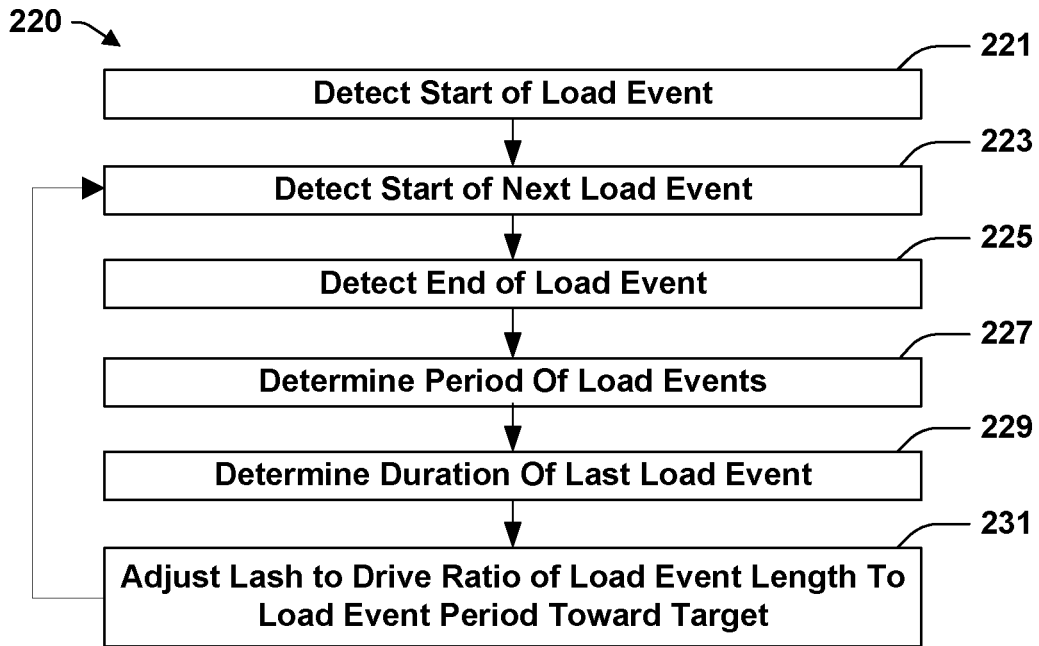 220
221
Detect Start of Load Event
223
Detect Start of Next Load Event
225
Detect End of Load Event
227
Determine Period Of Load Events
229
Determine Duration Of Last Load Event
231
Adjust Lash to Drive Ratio of Load Event Length To
Load Event Period Toward Target